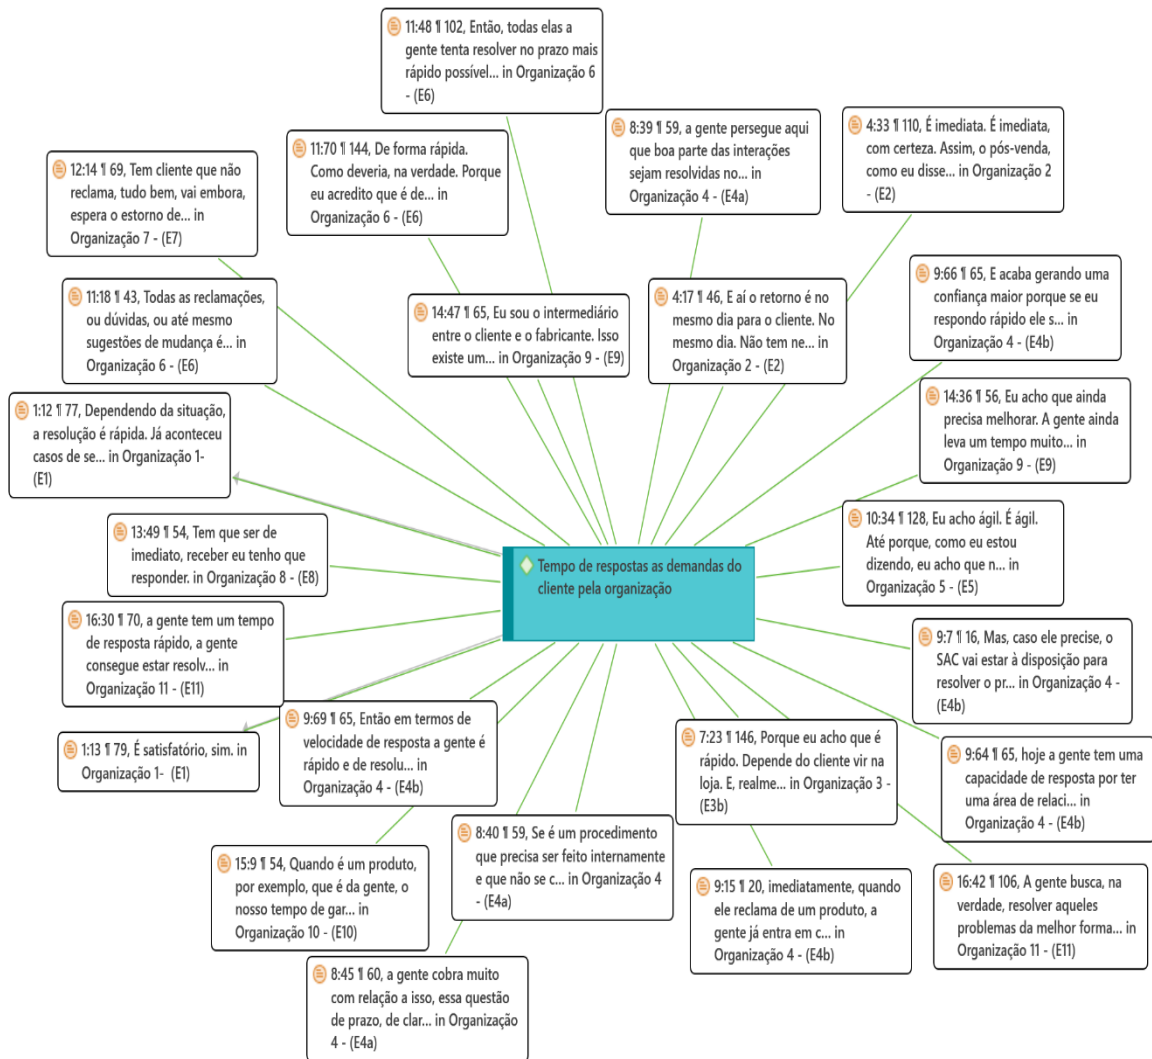 11:48 ¶ 102, Então, todas elas a
gente tenta resolver no prazo mais
rápido possível... in Organização 6
- (E6)
8:39 ¶ 59, a gente persegue aqui
que boa parte das interações
sejam resolvidas no... in
Organização 4 - (E4a)
4:33 ¶ 110, É imediata. É imediata,
com certeza. Assim, o pós-venda,
como eu disse... in Organização 2 -
(E2)
11:70 ¶ 144, De forma rápida.
Como deveria, na verdade. Porque
eu acredito que é de... in
Organização 6 - (E6)
12:14 ¶ 69, Tem cliente que não
reclama, tudo bem, vai embora,
espera o estorno de... in
Organização 7 - (E7)
9:66 ¶ 65, E acaba gerando uma
confiança maior porque se eu
respondo rápido ele s... in
Organização 4 - (E4b)
11:18 ¶ 43, Todas as reclamações,
ou dúvidas, ou até mesmo
sugestões de mudança é... in
Organização 6 - (E6)
14:47 ¶ 65, Eu sou o intermediário
entre o cliente e o fabricante. Isso
existe um... in Organização 9 - (E9)
4:17 ¶ 46, E aí o retorno é no
mesmo dia para o cliente. No
mesmo dia. Não tem ne... in
Organização 2 - (E2)
14:36 ¶ 56, Eu acho que ainda
precisa melhorar. A gente ainda
leva um tempo muito... in
Organização 9 - (E9)
1:12 ¶ 77, Dependendo da situação,
a resolução é rápida. Já aconteceu
casos de se... in Organização 1-
(E1)
10:34 ¶ 128, Eu acho ágil. É ágil.
Até porque, como eu estou
dizendo, eu acho que n... in
Organização 5 - (E5)
13:49 ¶ 54, Tem que ser de
imediato, receber eu tenho que
responder. in Organização 8 - (E8)
Tempo de respostas as demandas do
cliente pela organização
16:30 ¶ 70, a gente tem um tempo
de resposta rápido, a gente
consegue estar resolv... in
Organização 11 - (E11)
9:7 ¶ 16, Mas, caso ele precise, o
SAC vai estar à disposição para
resolver o pr... in Organização 4 -
(E4b)
1:13 ¶ 79, É satisfatório, sim. in
Organização 1- (E1)
9:69 ¶ 65, Então em termos de
velocidade de resposta a gente é
rápido e de resolu... in
Organização 4 - (E4b)
7:23 ¶ 146, Porque eu acho que é
rápido. Depende do cliente vir na
loja. E, realme... in Organização 3 -
(E3b)
9:64 ¶ 65, hoje a gente tem uma
capacidade de resposta por ter
uma área de relaci... in
Organização 4 - (E4b)
15:9 ¶ 54, Quando é um produto,
por exemplo, que é da gente, o
nosso tempo de gar... in
Organização 10 - (E10)
8:40 ¶ 59, Se é um procedimento
que precisa ser feito internamente
e que não se c... in Organização 4
- (E4a)
9:15 ¶ 20, imediatamente, quando
ele reclama de um produto, a
gente já entra em c... in
Organização 4 - (E4b)
16:42 ¶ 106, A gente busca, na
verdade, resolver aqueles
problemas da melhor forma... in
Organização 11 - (E11)
8:45 ¶ 60, a gente cobra muito
com relação a isso, essa questão
de prazo, de clar... in Organização
4 - (E4a)